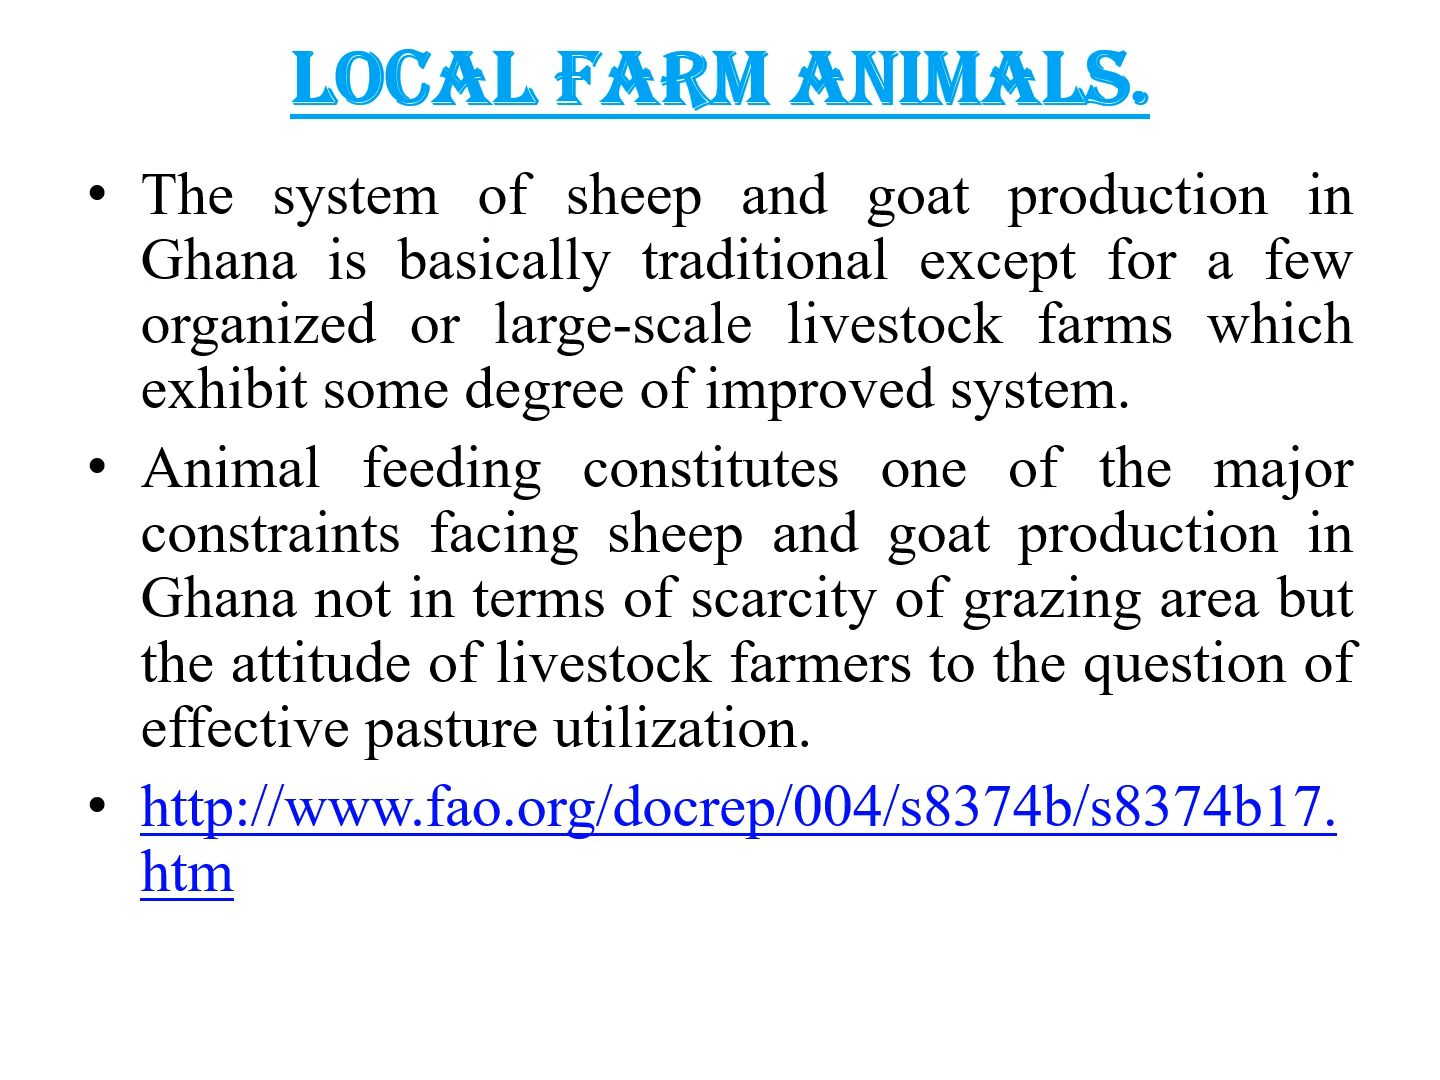 LOCAL FARM ANIMALS.
• The system of sheep and goat production in
Ghana is basically traditional except for a few
organized or large-scale livestock farms which
exhibit some degree of improved system.
• Animal feeding constitutes one of the major
constraints facing sheep and goat production in
Ghana not in terms of scarcity of grazing area but
the attitude of livestock farmers to the question of
effective pasture utilization.
• http://www.fao.org/docrep/004/s8374b/s8374b17.
htm